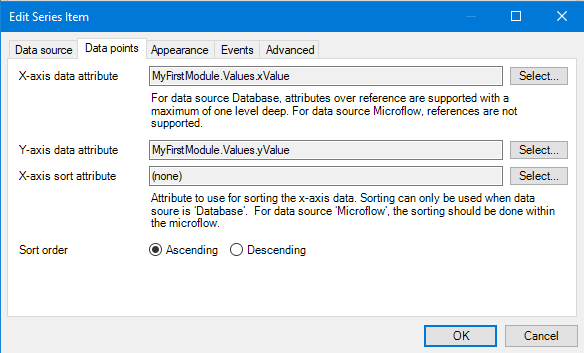 Edit Series Item
Data source Data points Appearance Events Advanced
X-axis data attribute MyFirstModule.Values.xValue Select...
For data source Database, attributes over reference are supported with a
maximum of one level deep. For data source Microflow, references are not
supported.
Y-axis data attribute MyFirstModule.Values.yValue Select...
X-axis sort attribute (none) Select...
Attribute to use for sorting the x-axis data. Sorting can only be used when data
soure is 'Database'. For data source 'Microflow', the sorting should be done within
the microflow.
Sort order Ascending Descending
OK Cancel